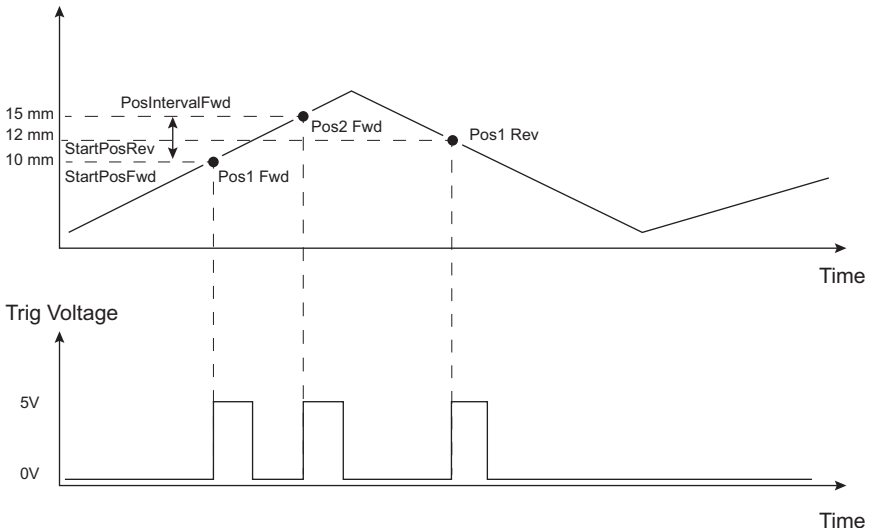 PosIntervalFwd
15 mm
Pos2 Fwd
12 mm
Pos1 Rev
StartPosRev
10 mm
StartPosFwd
Pos1 Fwd
Time
Trig Voltage
5V
0V
Time